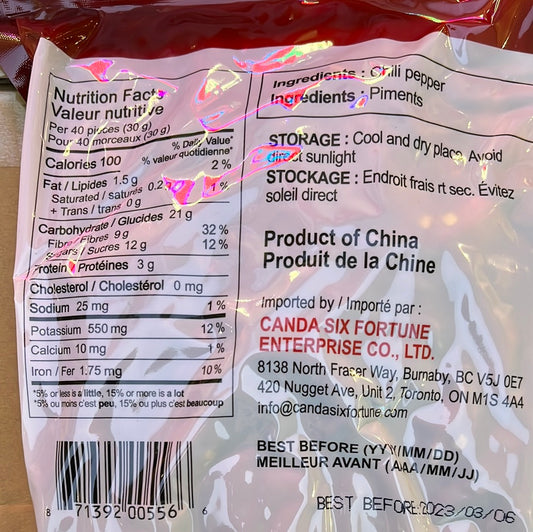 Nutrition Facts
Valeur nutritive
Per 40 pieces (30 g)
Pour 40 morceaux (30 g)
% Daily Value*
% valeur quotidienne*
Calories 100
Fat / Lipides 1.5 g 2 %
Saturated / saturés 0.2 g 1 %
+ Trans / trans 0 g
Carbohydrate / Glucides 21 g
Fibre / Fibres 9 g 32 %
Sugars / Sucres 12 g 12 %
Protein / Protéines 3 g
Cholesterol / Cholestérol 0 mg
Sodium 25 mg 1 %
Potassium 550 mg 12 %
Calcium 10 mg 1 %
Iron / Fer 1.75 mg 10 %
*5% or less is a little, 15% or more is a lot
*5% ou moins c'est peu, 15% ou plus c'est beaucoup
8 71392 00556 6
Ingredients : Chili pepper
Ingrédients : Piments
STORAGE : Cool and dry place, Avoid
direct sunlight
STOCKAGE : Endroit frais rt sec. Évitez
soleil direct
Product of China
Produit de la Chine
Imported by / Importé par :
CANDA SIX FORTUNE
ENTERPRISE CO., LTD.
8138 North Fraser Way, Burnaby, BC V5J 0E7
420 Nugget Ave, Unit 2, Toronto, ON M1S 4A4
info@candasixfortune.com
BEST BEFORE (YYYY/MM/DD)
MEILLEUR AVANT (AAAA/MM/JJ)
BEST BEFORE:2023/03/06